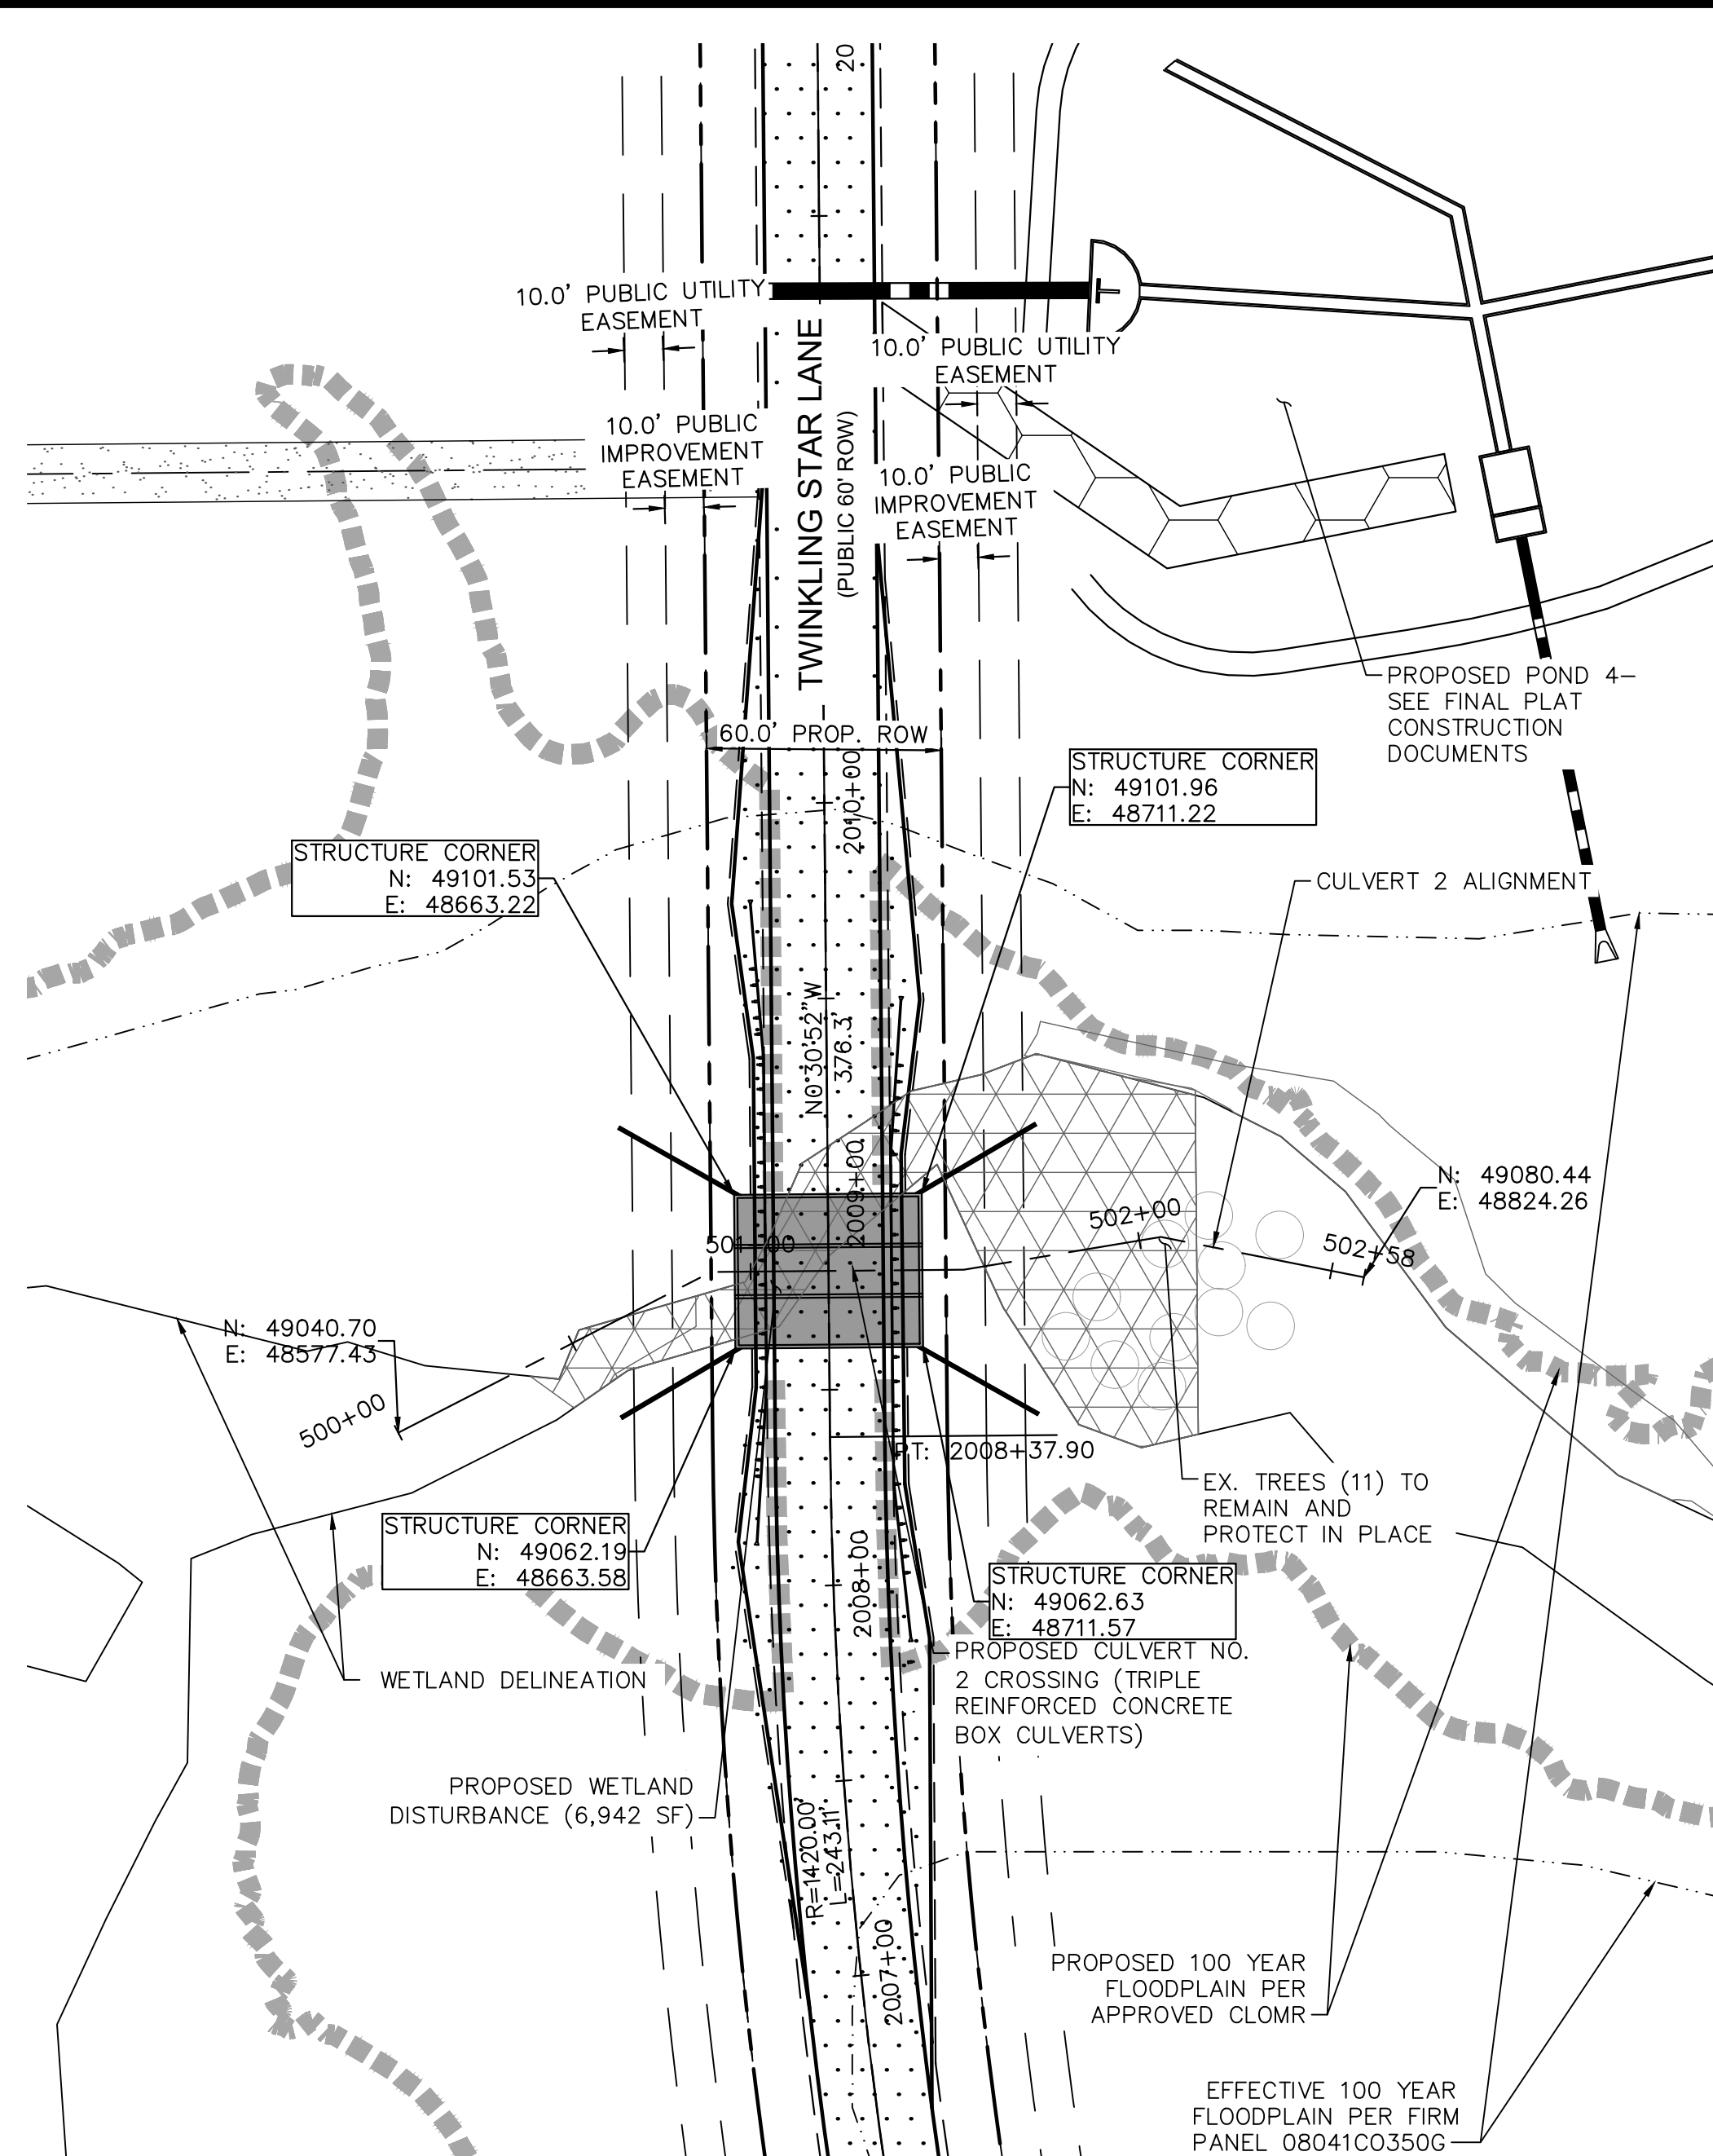 20
10.0' PUBLIC UTILITY
EASEMENT
10.0' PUBLIC UTILITY
EASEMENT
TWINKLING STAR LANE
(PUBLIC 60' ROW)
10.0' PUBLIC
IMPROVEMENT
EASEMENT
10.0' PUBLIC
IMPROVEMENT
EASEMENT
PROPOSED POND 4-
SEE FINAL PLAT
CONSTRUCTION
DOCUMENTS
60.0' PROP. ROW
2010+00
STRUCTURE CORNER
N: 49101.96
E: 48711.22
STRUCTURE CORNER
N: 49101.53
E: 48663.22
CULVERT 2 ALIGNMENT
N0°30'52"W
376.3'
2009+00
N: 49080.44
E: 48824.26
502+00
502+58
501+00
N: 49040.70
E: 48577.43
500+00
PT: 2008+37.90
EX. TREES (11) TO
REMAIN AND
PROTECT IN PLACE
STRUCTURE CORNER
N: 49062.19
E: 48663.58
2008+00
STRUCTURE CORNER
N: 49062.63
E: 48711.57
PROPOSED CULVERT NO.
2 CROSSING (TRIPLE
REINFORCED CONCRETE
BOX CULVERTS)
WETLAND DELINEATION
PROPOSED WETLAND
DISTURBANCE (6,942 SF)
R=1420.00'
L=243.11'
2007+00
PROPOSED 100 YEAR
FLOODPLAIN PER
APPROVED CLOMR
EFFECTIVE 100 YEAR
FLOODPLAIN PER FIRM
PANEL 08041C0350G